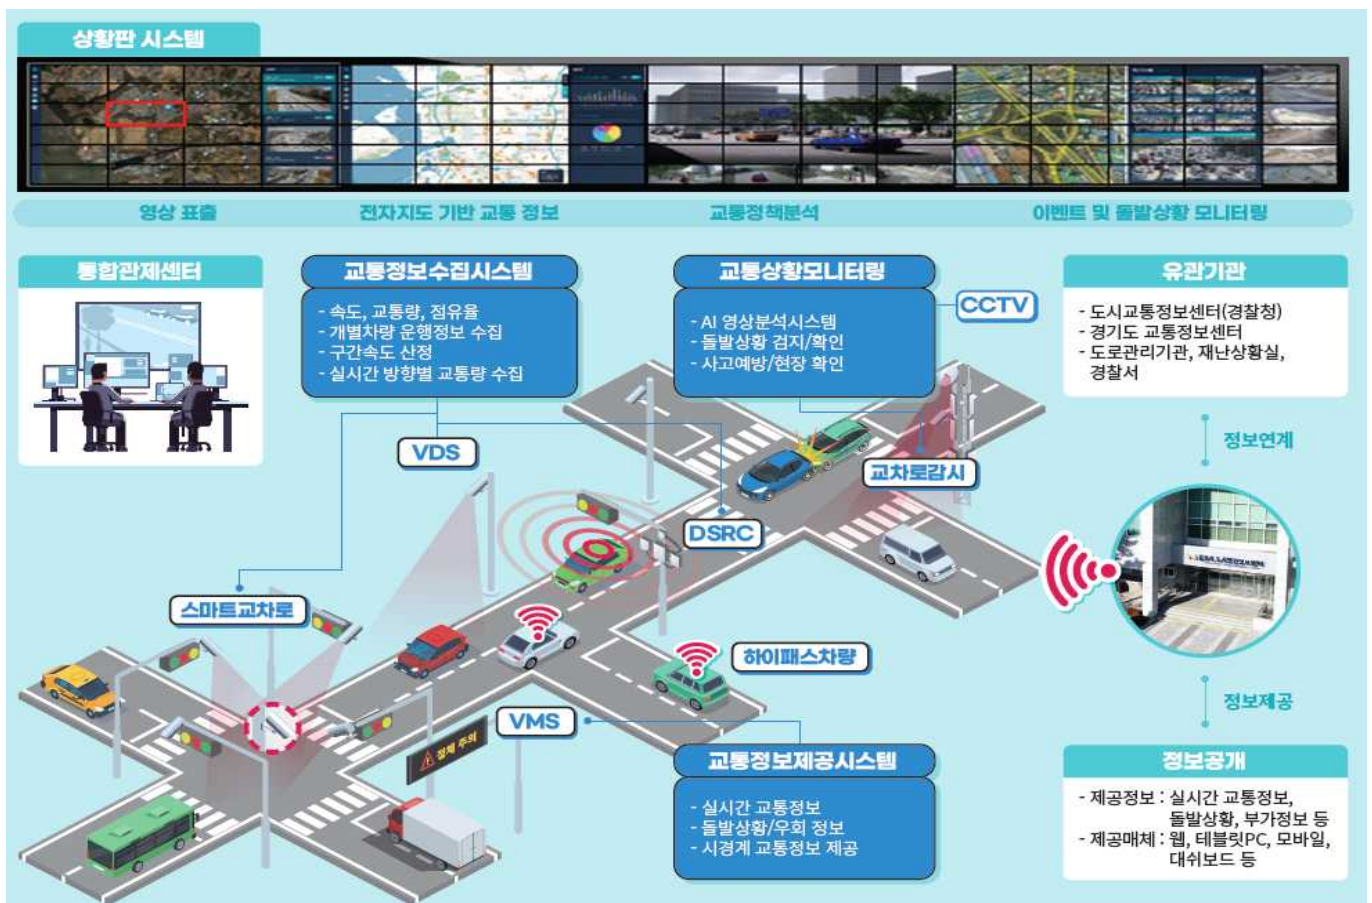 상황판 시스템
영상 표출
전자지도 기반 교통 정보
교통정책분석
이벤트 및 돌발상황 모니터링
통합관제센터
교통정보수집시스템
- 속도, 교통량, 점유율
- 개별차량 운행정보 수집
- 구간속도 산정
- 실시간 방향별 교통량 수집
교통상황모니터링
- AI 영상분석시스템
- 돌발상황 검지/확인
- 사고예방/현장 확인
CCTV
유관기관
- 도시교통정보센터(경찰청)
- 경기도 교통정보센터
- 도로관리기관, 재난상황실,
경찰서
정보연계
VDS
교차로감시
DSRC
스마트교차로
하이패스차량
정보제공
VMS
정체 주의
교통정보제공시스템
- 실시간 교통정보
- 돌발상황/우회 정보
- 시경계 교통정보 제공
정보공개
- 제공정보 : 실시간 교통정보,
돌발상황, 부가정보 등
- 제공매체 : 웹, 테블릿PC, 모바일,
대쉬보드 등